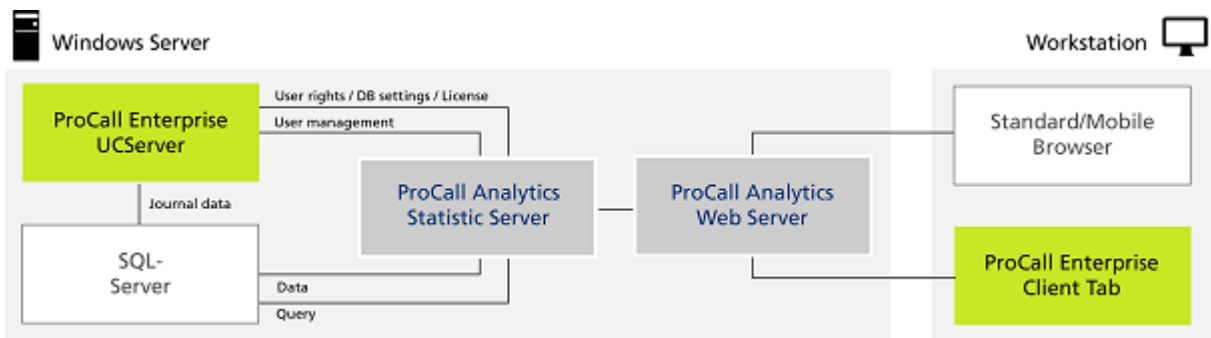 Windows Server
Workstation
ProCall Enterprise
UCServer
User rights / DB settings / License
User management
Journal data
SQL-
Server
Data
Query
ProCall Analytics
Statistic Server
ProCall Analytics
Web Server
Standard/Mobile
Browser
ProCall Enterprise
Client Tab